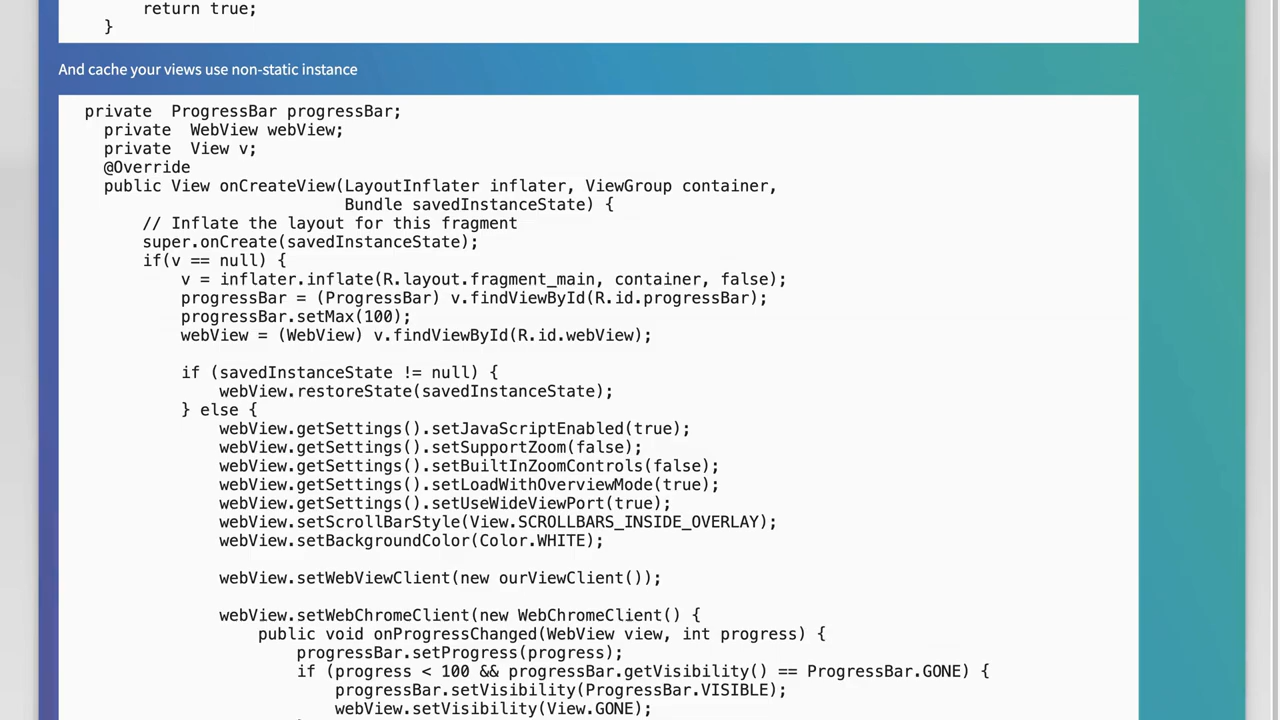 return true;
}
And cache your views use non-static instance
private  ProgressBar progressBar;
private  WebView webView;
private  View v;
@Override
public View onCreateView(LayoutInflater inflater, ViewGroup container,
Bundle savedInstanceState) {
// Inflate the layout for this fragment
super.onCreate(savedInstanceState);
if(v == null) {
v = inflater.inflate(R.layout.fragment_main, container, false);
progressBar = (ProgressBar) v.findViewById(R.id.progressBar);
progressBar.setMax(100);
webView = (WebView) v.findViewById(R.id.webView);
if (savedInstanceState != null) {
webView.restoreState(savedInstanceState);
} else {
webView.getSettings().setJavaScriptEnabled(true);
webView.getSettings().setSupportZoom(false);
webView.getSettings().setBuiltInZoomControls(false);
webView.getSettings().setLoadWithOverviewMode(true);
webView.getSettings().setUseWideViewPort(true);
webView.setScrollBarStyle(View.SCROLLBARS_INSIDE_OVERLAY);
webView.setBackgroundColor(Color.WHITE);
webView.setWebViewClient(new ourViewClient());
webView.setWebChromeClient(new WebChromeClient() {
public void onProgressChanged(WebView view, int progress) {
progressBar.setProgress(progress);
if (progress < 100 && progressBar.getVisibility() == ProgressBar.GONE) {
progressBar.setVisibility(ProgressBar.VISIBLE);
webView.setVisibility(View.GONE);